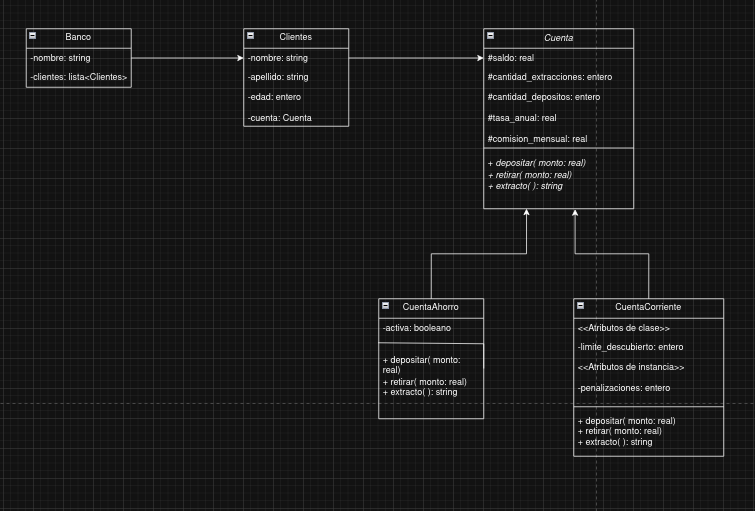 Banco
-nombre: string
-clientes: lista<Clientes>
Clientes
-nombre: string
-apellido: string
-edad: entero
-cuenta: Cuenta
Cuenta
#saldo: real
#cantidad_extracciones: entero
#cantidad_depositos: entero
#tasa_anual: real
#comision_mensual: real
+ depositar( monto: real)
+ retirar( monto: real)
+ extracto( ): string
CuentaAhorro
-activa: booleano
+ depositar( monto:
real)
+ retirar( monto: real)
+ extracto( ): string
CuentaCorriente
<<Atributos de clase>>
-limite_descubierto: entero
<<Atributos de instancia>>
-penalizaciones: entero
+ depositar( monto: real)
+ retirar( monto: real)
+ extracto( ): string